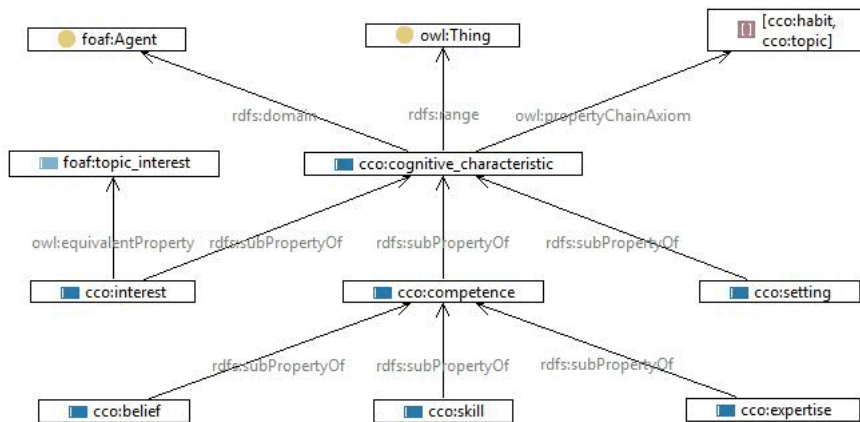 foaf:Agent
owl:Thing
[cco:habit,
cco:topic]
rdfs:domain
rdfs:range
owl:propertyChainAxiom
foaf:topic_interest
cco:cognitive_characteristic
owl:equivalentProperty
rdfs:subPropertyOf
rdfs:subPropertyOf
rdfs:subPropertyOf
cco:interest
cco:competence
cco:setting
rdfs:subPropertyOf
rdfs:subPropertyOf
rdfs:subPropertyOf
cco:belief
cco:skill
cco:expertise